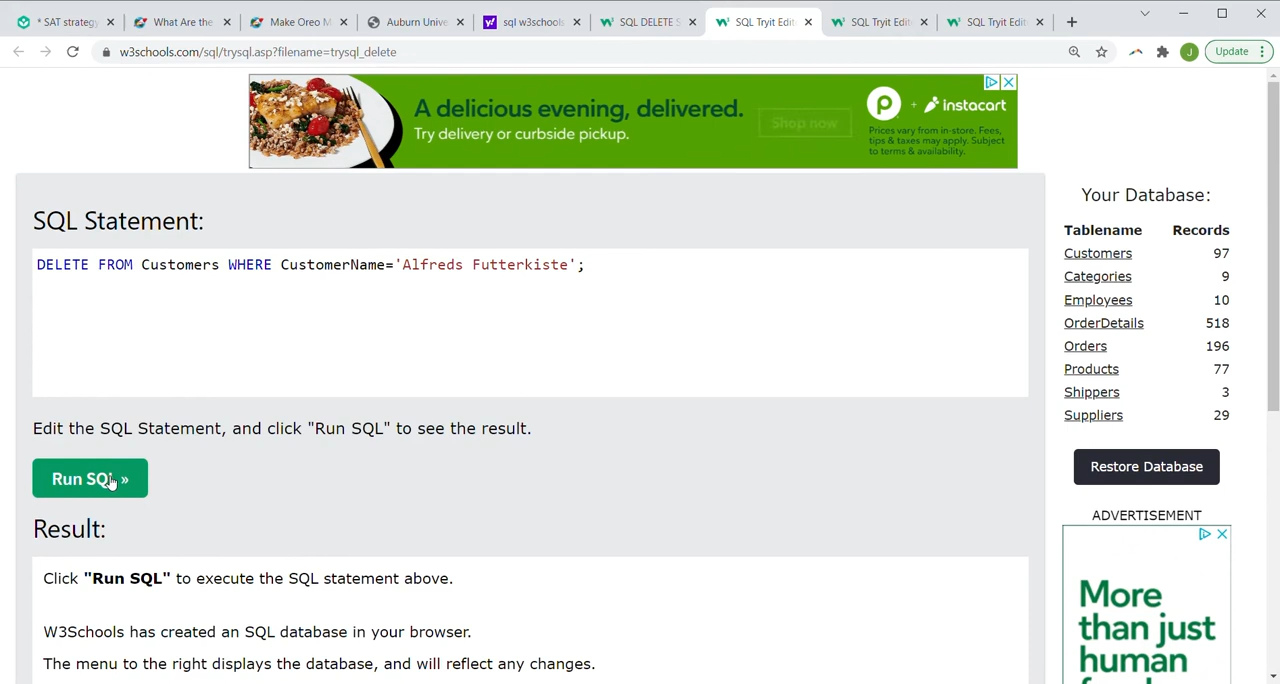 * SAT strategy
What Are the
Make Oreo M
Auburn Unive
sql w3schools
SQL DELETE S
SQL Tryit Edit
SQL Tryit Edit
SQL Tryit Edit
w3schools.com/sql/trysql.asp?filename=trysql_delete
J
Update
A delicious evening, delivered.
Try delivery or curbside pickup.
Shop now
P + instacart
Prices vary from in-store. Fees,
tips & taxes may apply. Subject
to terms & availability.
SQL Statement:
DELETE FROM Customers WHERE CustomerName='Alfreds Futterkiste';
Edit the SQL Statement, and click "Run SQL" to see the result.
Run SQL »
Result:
Click "Run SQL" to execute the SQL statement above.
W3Schools has created an SQL database in your browser.
The menu to the right displays the database, and will reflect any changes.
Your Database:
Tablename Records
Customers 97
Categories 9
Employees 10
OrderDetails 518
Orders 196
Products 77
Shippers 3
Suppliers 29
Restore Database
ADVERTISEMENT
More
than just
human